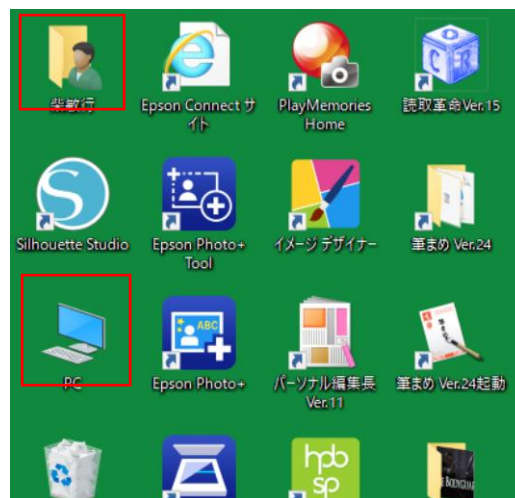 柴敏行
Epson Connect サ
イト
PlayMemories
Home
読取革命Ver.15
Silhouette Studio
Epson Photo+
Tool
イメージ デザイナー
筆まめ Ver.24
PC
ABC
Epson Photo+
パーソナル編集長
Ver.11
筆まめ Ver.24起動
hpb
sp